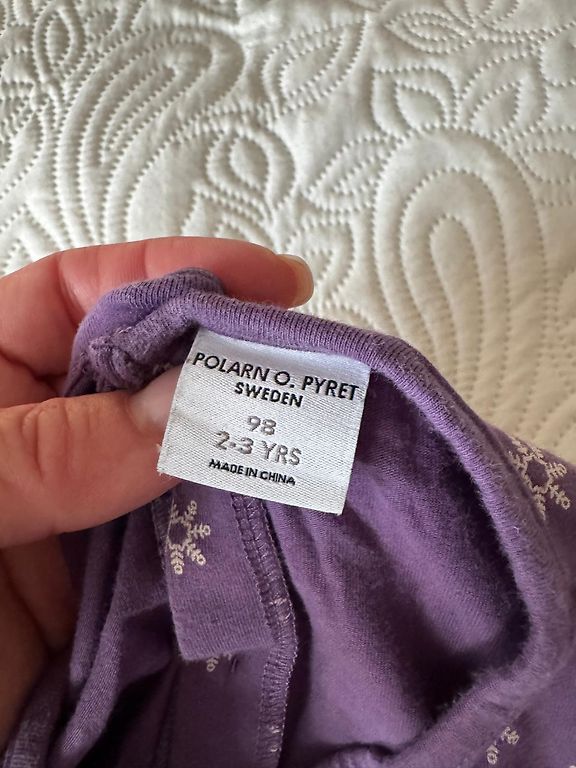 POLARN O. PYRET
SWEDEN
98
2-3 YRS
MADE IN CHINA